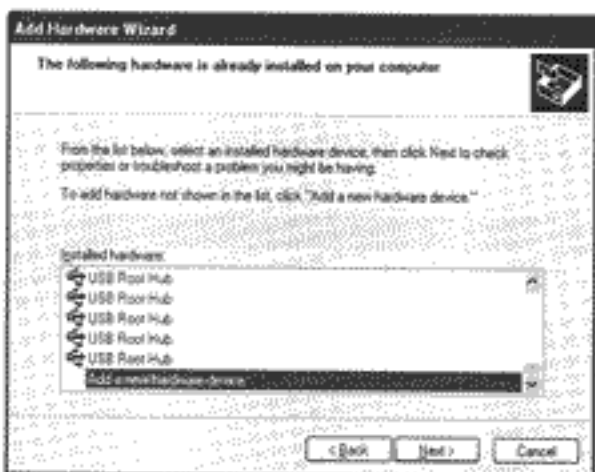 Add Hardware Wizard
The following hardware is already installed on your computer
From the list below, select an installed hardware device, then click Next to check
properties or troubleshoot a problem you might be having.
To add hardware not shown in the list, click "Add a new hardware device."
Installed hardware:
USB Root Hub
USB Root Hub
USB Root Hub
USB Root Hub
USB Root Hub
Add a new hardware device
< Back Next > Cancel